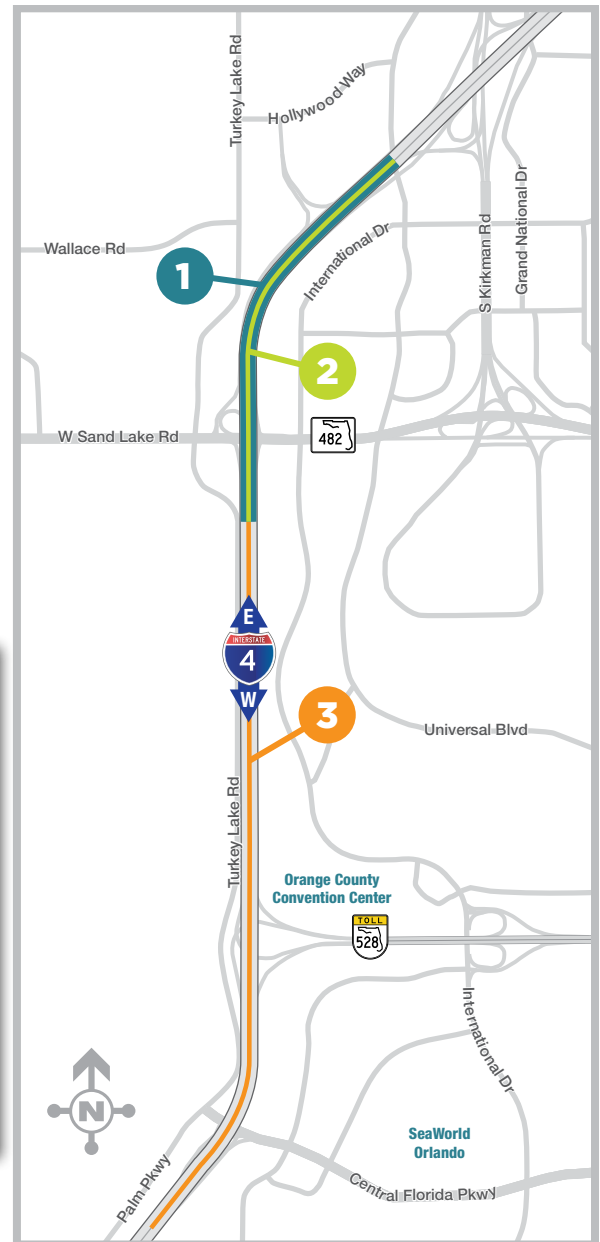 Turkey Lake Rd
Hollywood Way
Wallace Rd
International Dr
S Kirkman Rd
Grand National Dr
1
2
W Sand Lake Rd
482
E
INTERSTATE
4
W
3
Universal Blvd
Turkey Lake Rd
Orange County
Convention Center
TOLL
528
International Dr
N
SeaWorld
Orlando
Palm Pkwy
Central Florida Pkwy